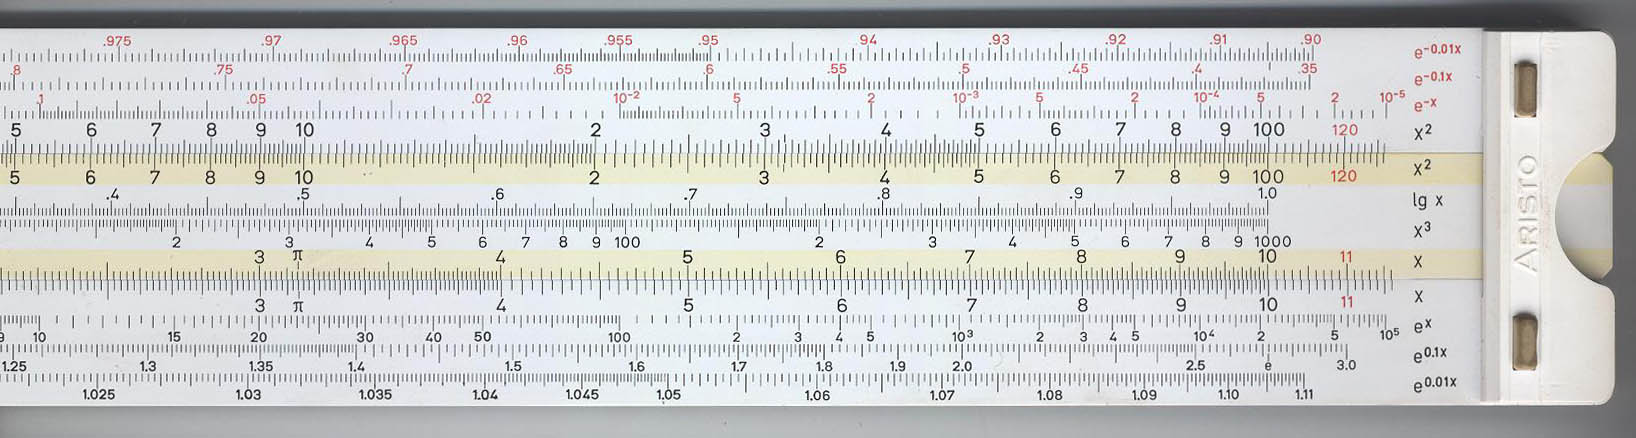 .975 .97 .965 .96 .955 .95 .94 .93 .92 .91 .90 e⁻⁰·⁰¹ˣ
.8 .75 .7 .65 .6 .55 .5 .45 .4 .35 e⁻⁰·¹ˣ
.1 .05 .02 10⁻² 5 2 10⁻³ 5 2 10⁻⁴ 5 2 10⁻⁵ e⁻ˣ
5 6 7 8 9 10 2 3 4 5 6 7 8 9 100 120 x²
5 6 7 8 9 10 2 3 4 5 6 7 8 9 100 120 x²
.4 .5 .6 .7 .8 .9 1.0 lg x
2 3 4 5 6 7 8 9 100 2 3 4 5 6 7 8 9 1000 x³
3 π 4 5 6 7 8 9 10 11 x
3 π 4 5 6 7 8 9 10 11 x
9 10 15 20 30 40 50 100 2 3 4 5 10³ 2 3 4 5 10⁴ 2 5 10⁵ eˣ
1.25 1.3 1.35 1.4 1.5 1.6 1.7 1.8 1.9 2.0 2.5 e 3.0 e⁰·¹ˣ
1.025 1.03 1.035 1.04 1.045 1.05 1.06 1.07 1.08 1.09 1.10 1.11 e⁰·⁰¹ˣ
ARISTO